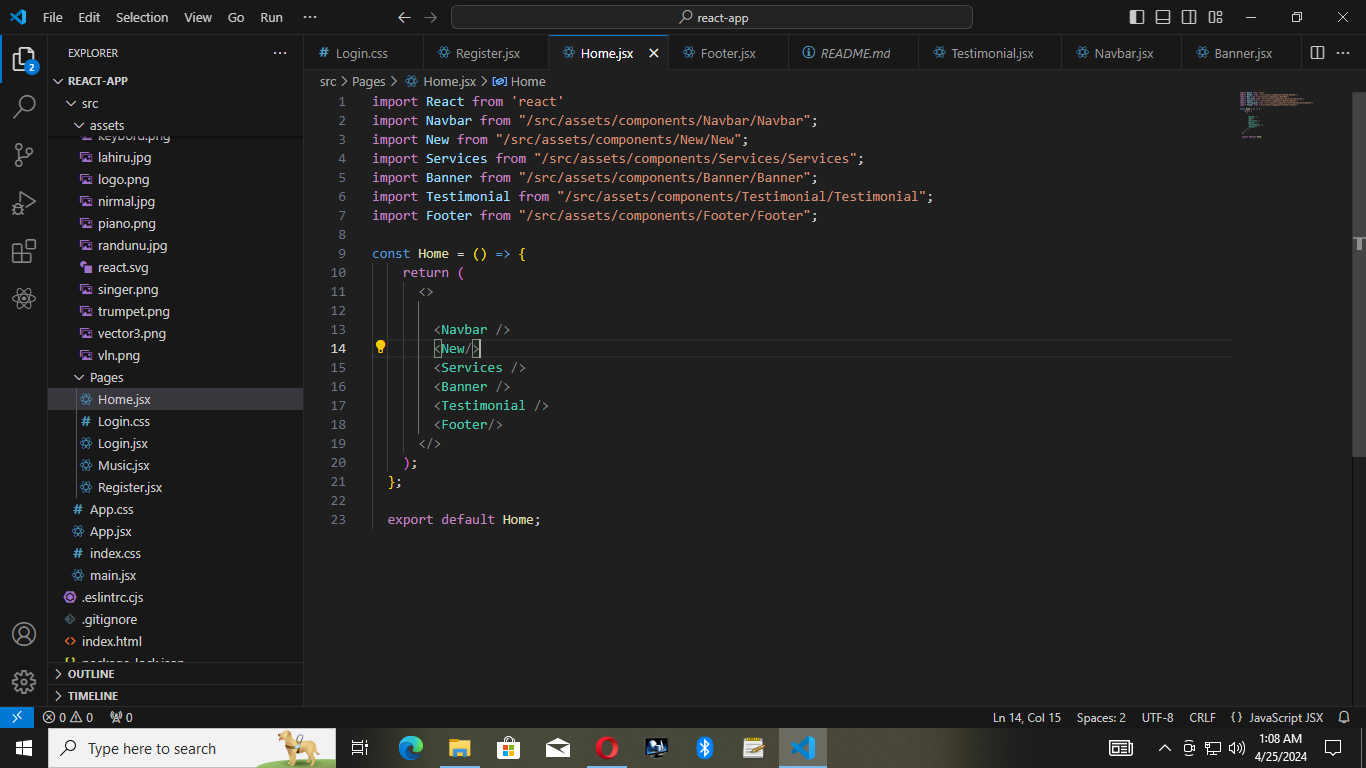 File Edit Selection View Go Run ··· react-app
EXPLORER ···
Login.css Register.jsx Home.jsx Footer.jsx README.md Testimonial.jsx Navbar.jsx Banner.jsx ···
2
REACT-APP
src
assets
keybord.png
lahiru.jpg
logo.png
nirmal.jpg
piano.png
randunu.jpg
react.svg
singer.png
trumpet.png
vector3.png
vln.png
Pages
Home.jsx
Login.css
Login.jsx
Music.jsx
Register.jsx
App.css
App.jsx
index.css
main.jsx
.eslintrc.cjs
.gitignore
index.html
package-lock.json
OUTLINE
TIMELINE
src > Pages > Home.jsx > Home
1 import React from 'react'
2 import Navbar from "/src/assets/components/Navbar/Navbar";
3 import New from "/src/assets/components/New/New";
4 import Services from "/src/assets/components/Services/Services";
5 import Banner from "/src/assets/components/Banner/Banner";
6 import Testimonial from "/src/assets/components/Testimonial/Testimonial";
7 import Footer from "/src/assets/components/Footer/Footer";
8
9 const Home = () => {
10 return (
11 <>
12
13 <Navbar />
14 <New/>
15 <Services />
16 <Banner />
17 <Testimonial />
18 <Footer/>
19 </>
20 );
21 };
22
23 export default Home;
0 0 0
Ln 14, Col 15 Spaces: 2 UTF-8 CRLF {} JavaScript JSX
Type here to search
1:08 AM
4/25/2024